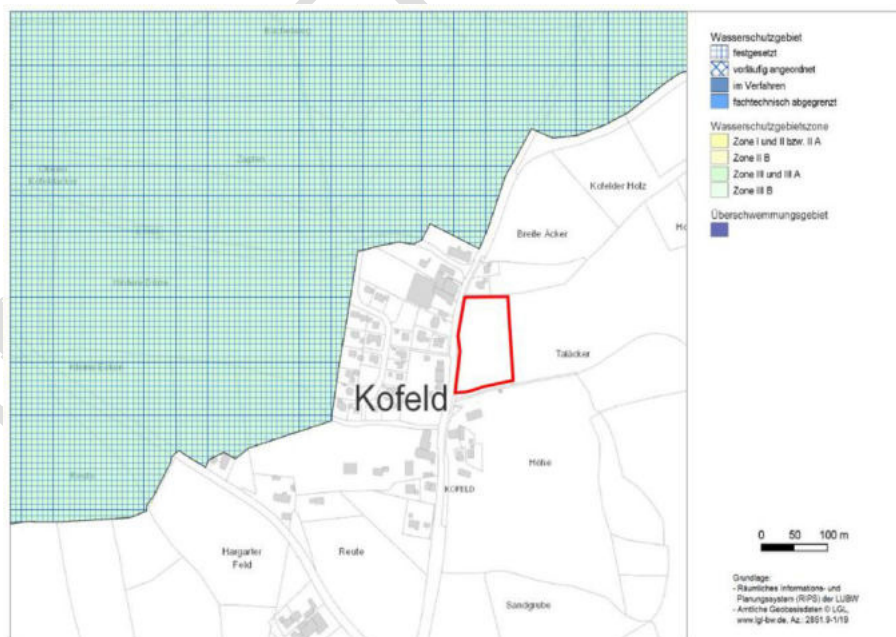 Kofelder Holz
Breite Äcker
Taläcker
Kofeld
Höhe
KOFELD
Hargarter
Feld
Reute
Sandgrube
Wasserschutzgebiet
festgesetzt
vorläufig angeordnet
im Verfahren
fachtechnisch abgegrenzt
Wasserschutzgebietszone
Zone I und II bzw. II A
Zone II B
Zone III und III A
Zone III B
Überschwemmungsgebiet
0 50 100 m
Grundlage:
- Räumliches Informations- und
Planungssystem (RIPS) der LUBW
- Amtliche Geobasisdaten © LGL,
www.lgl-bw.de, Az.: 2851.9-1/19